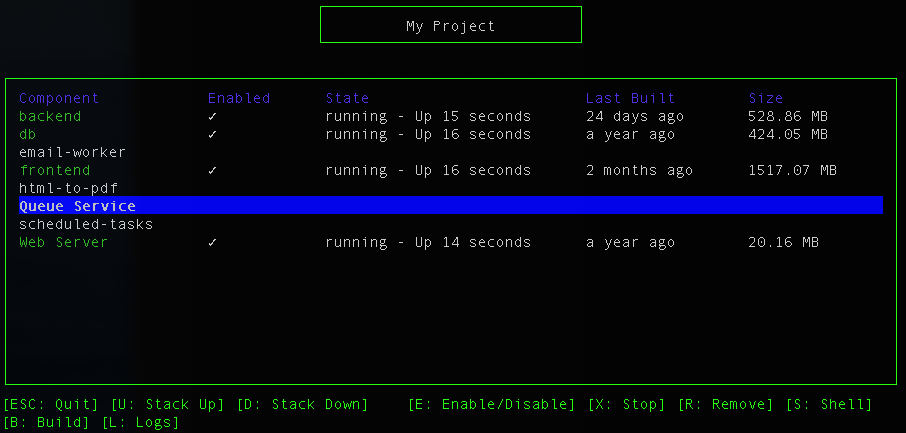 My Project
Component Enabled State Last Built Size
backend ✓ running - Up 15 seconds 24 days ago 528.86 MB
db ✓ running - Up 16 seconds a year ago 424.05 MB
email-worker
frontend ✓ running - Up 16 seconds 2 months ago 1517.07 MB
html-to-pdf
Queue Service
scheduled-tasks
Web Server ✓ running - Up 14 seconds a year ago 20.16 MB
[ESC: Quit] [U: Stack Up] [D: Stack Down] [E: Enable/Disable] [X: Stop] [R: Remove] [S: Shell]
[B: Build] [L: Logs]